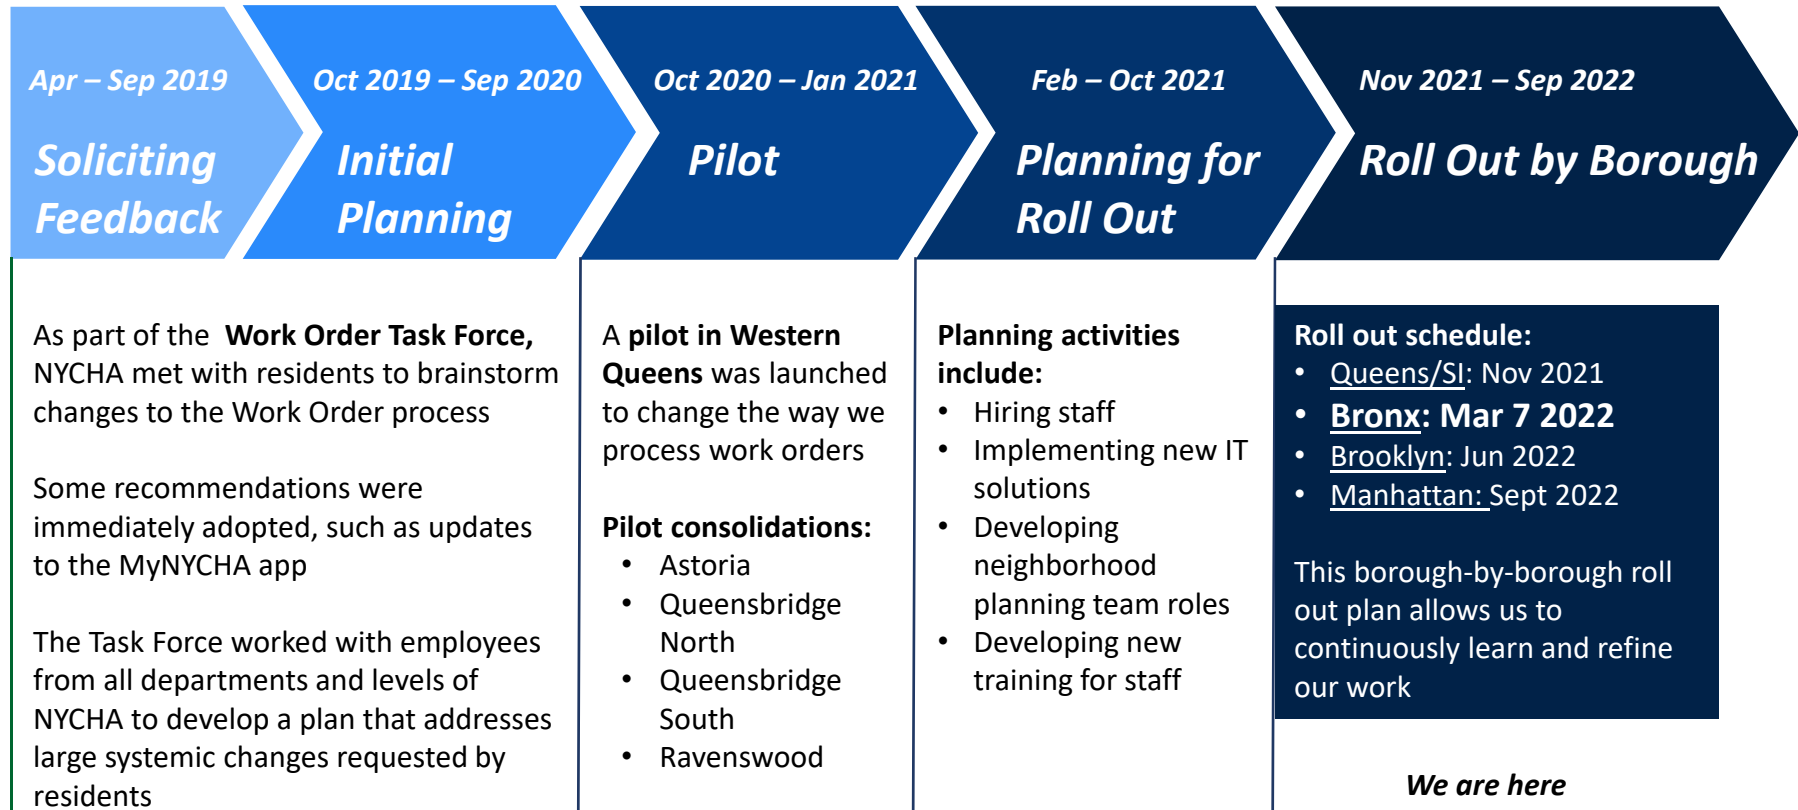 Apr – Sep 2019
Soliciting
Feedback
Oct 2019 – Sep 2020
Initial
Planning
Oct 2020 – Jan 2021
Pilot
Feb – Oct 2021
Planning for
Roll Out
Nov 2021 – Sep 2022
Roll Out by Borough
As part of the Work Order Task Force,
NYCHA met with residents to brainstorm
changes to the Work Order process
Some recommendations were
immediately adopted, such as updates
to the MyNYCHA app
The Task Force worked with employees
from all departments and levels of
NYCHA to develop a plan that addresses
large systemic changes requested by
residents
A pilot in Western
Queens was launched
to change the way we
process work orders
Pilot consolidations:
• Astoria
• Queensbridge
North
• Queensbridge
South
• Ravenswood
Planning activities
include:
• Hiring staff
• Implementing new IT
solutions
• Developing
neighborhood
planning team roles
• Developing new
training for staff
Roll out schedule:
• Queens/SI: Nov 2021
• Bronx: Mar 7 2022
• Brooklyn: Jun 2022
• Manhattan: Sept 2022
This borough-by-borough roll
out plan allows us to
continuously learn and refine
our work
We are here